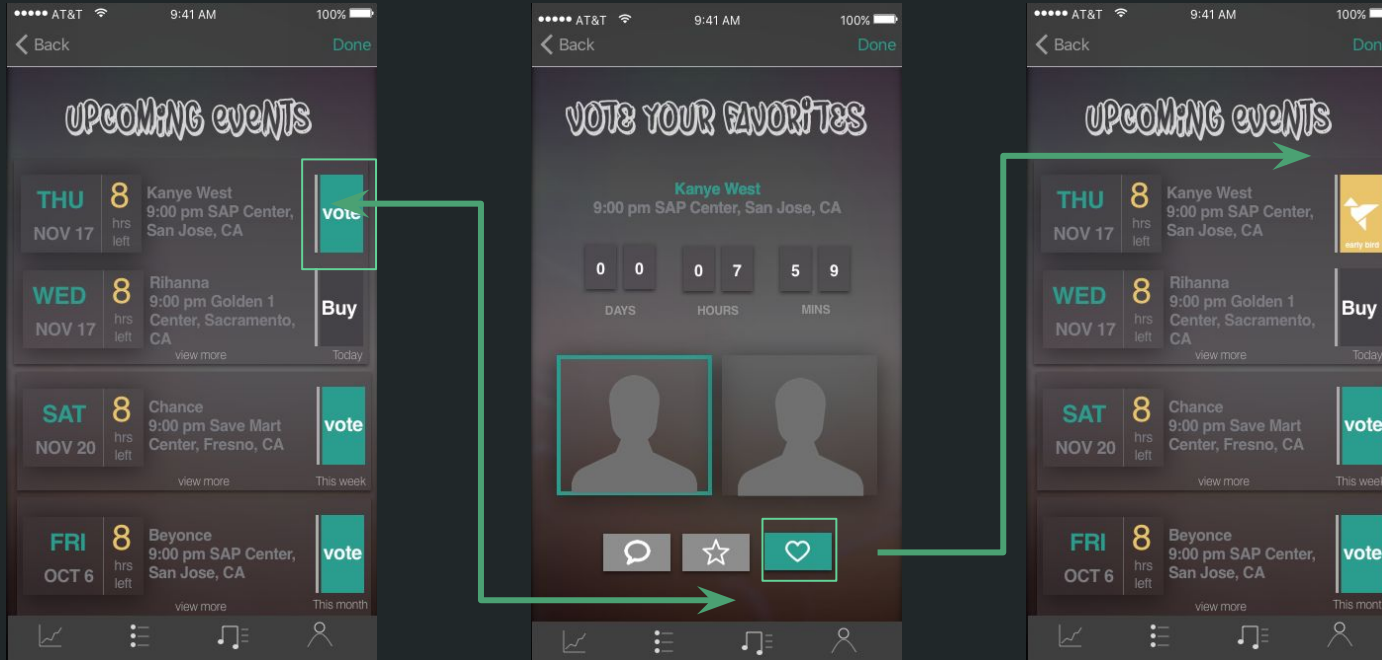 AT&T 9:41 AM 100%
Back Done
UPCOMING EVENTS
THU
NOV 17
8
hrs
left
Kanye West
9:00 pm SAP Center,
San Jose, CA
vote
WED
NOV 17
8
hrs
left
Rihanna
9:00 pm Golden 1
Center, Sacramento,
CA
Buy
view more
Today
SAT
NOV 20
8
hrs
left
Chance
9:00 pm Save Mart
Center, Fresno, CA
vote
view more
This week
FRI
OCT 6
8
hrs
left
Beyonce
9:00 pm SAP Center,
San Jose, CA
vote
view more
This month
AT&T 9:41 AM 100%
Back Done
VOTE YOUR FAVORITES
Kanye West
9:00 pm SAP Center, San Jose, CA
0 0 0 7 5 9
DAYS HOURS MINS
AT&T 9:41 AM 100%
Back Don
UPCOMING EVENTS
THU
NOV 17
8
hrs
left
Kanye West
9:00 pm SAP Center,
San Jose, CA
early bird
WED
NOV 17
8
hrs
left
Rihanna
9:00 pm Golden 1
Center, Sacramento,
CA
Buy
view more
Today
SAT
NOV 20
8
hrs
left
Chance
9:00 pm Save Mart
Center, Fresno, CA
vote
view more
This week
FRI
OCT 6
8
hrs
left
Beyonce
9:00 pm SAP Center,
San Jose, CA
vote
view more
This mont